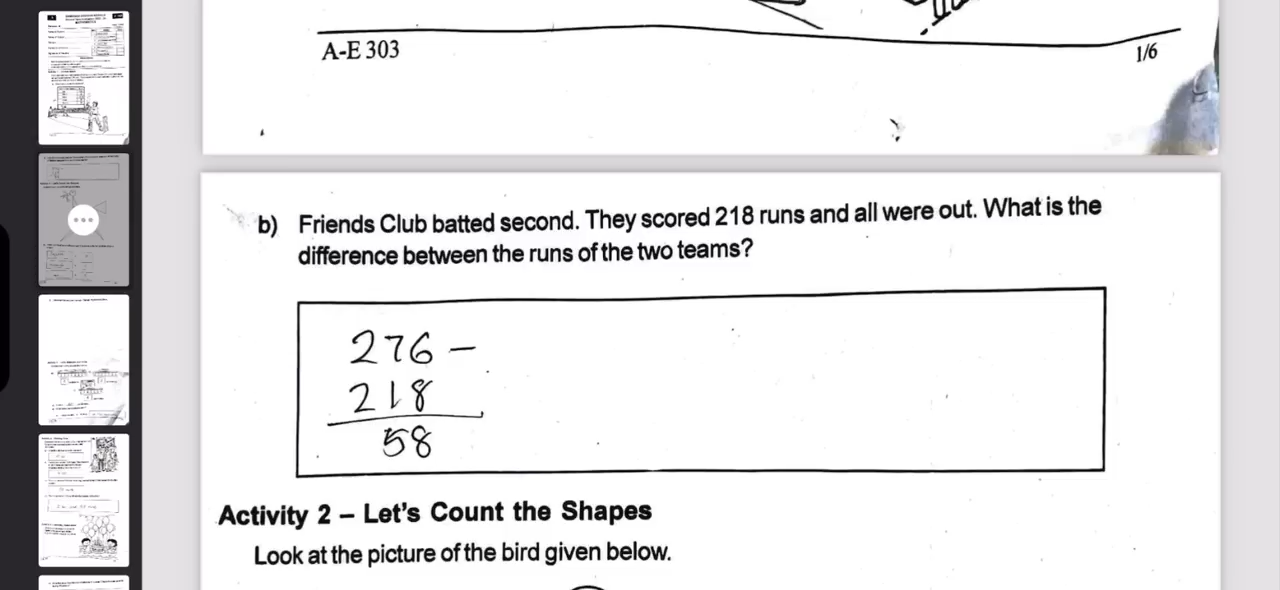 A-E 303
1/6
b) Friends Club batted second. They scored 218 runs and all were out. What is the
difference between the runs of the two teams?
276 –
218
58
Activity 2 – Let's Count the Shapes
Look at the picture of the bird given below.